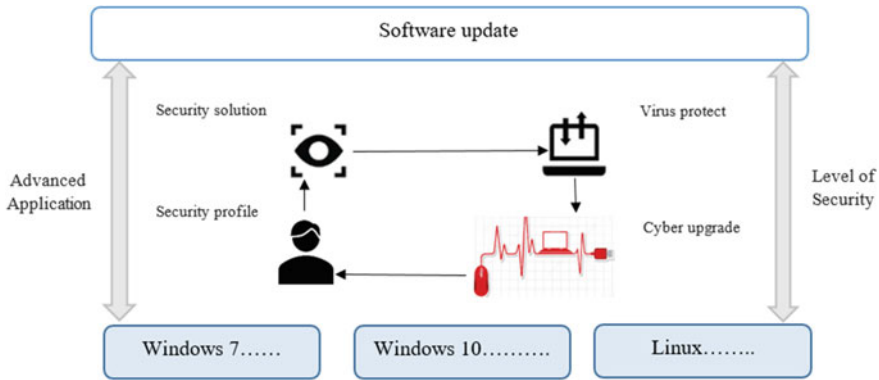 Software update
Security solution
Virus protect
Advanced
Application
Level of
Security
Security profile
Cyber upgrade
Windows 7......
Windows 10..........
Linux........